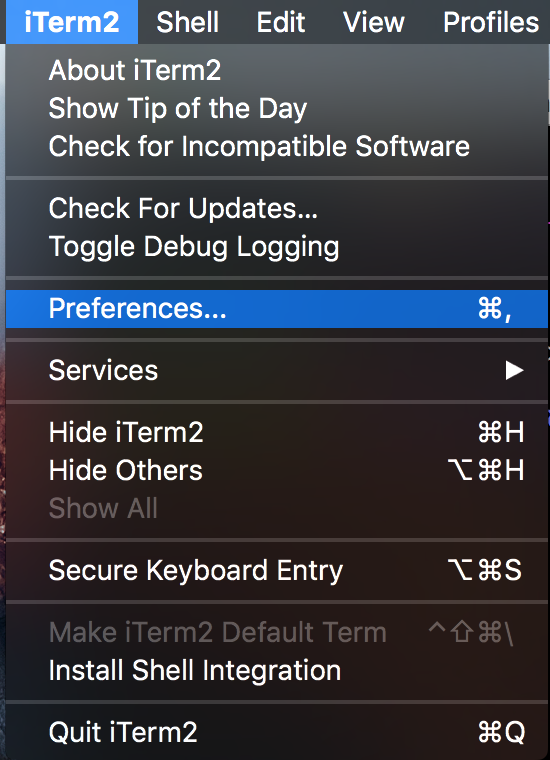 iTerm2 Shell Edit View Profiles
About iTerm2
Show Tip of the Day
Check for Incompatible Software
Check For Updates...
Toggle Debug Logging
Preferences... ⌘,
Services ▶
Hide iTerm2 ⌘H
Hide Others ⌥⌘H
Show All
Secure Keyboard Entry ⌥⌘S
Make iTerm2 Default Term ^⇧⌘\
Install Shell Integration
Quit iTerm2 ⌘Q